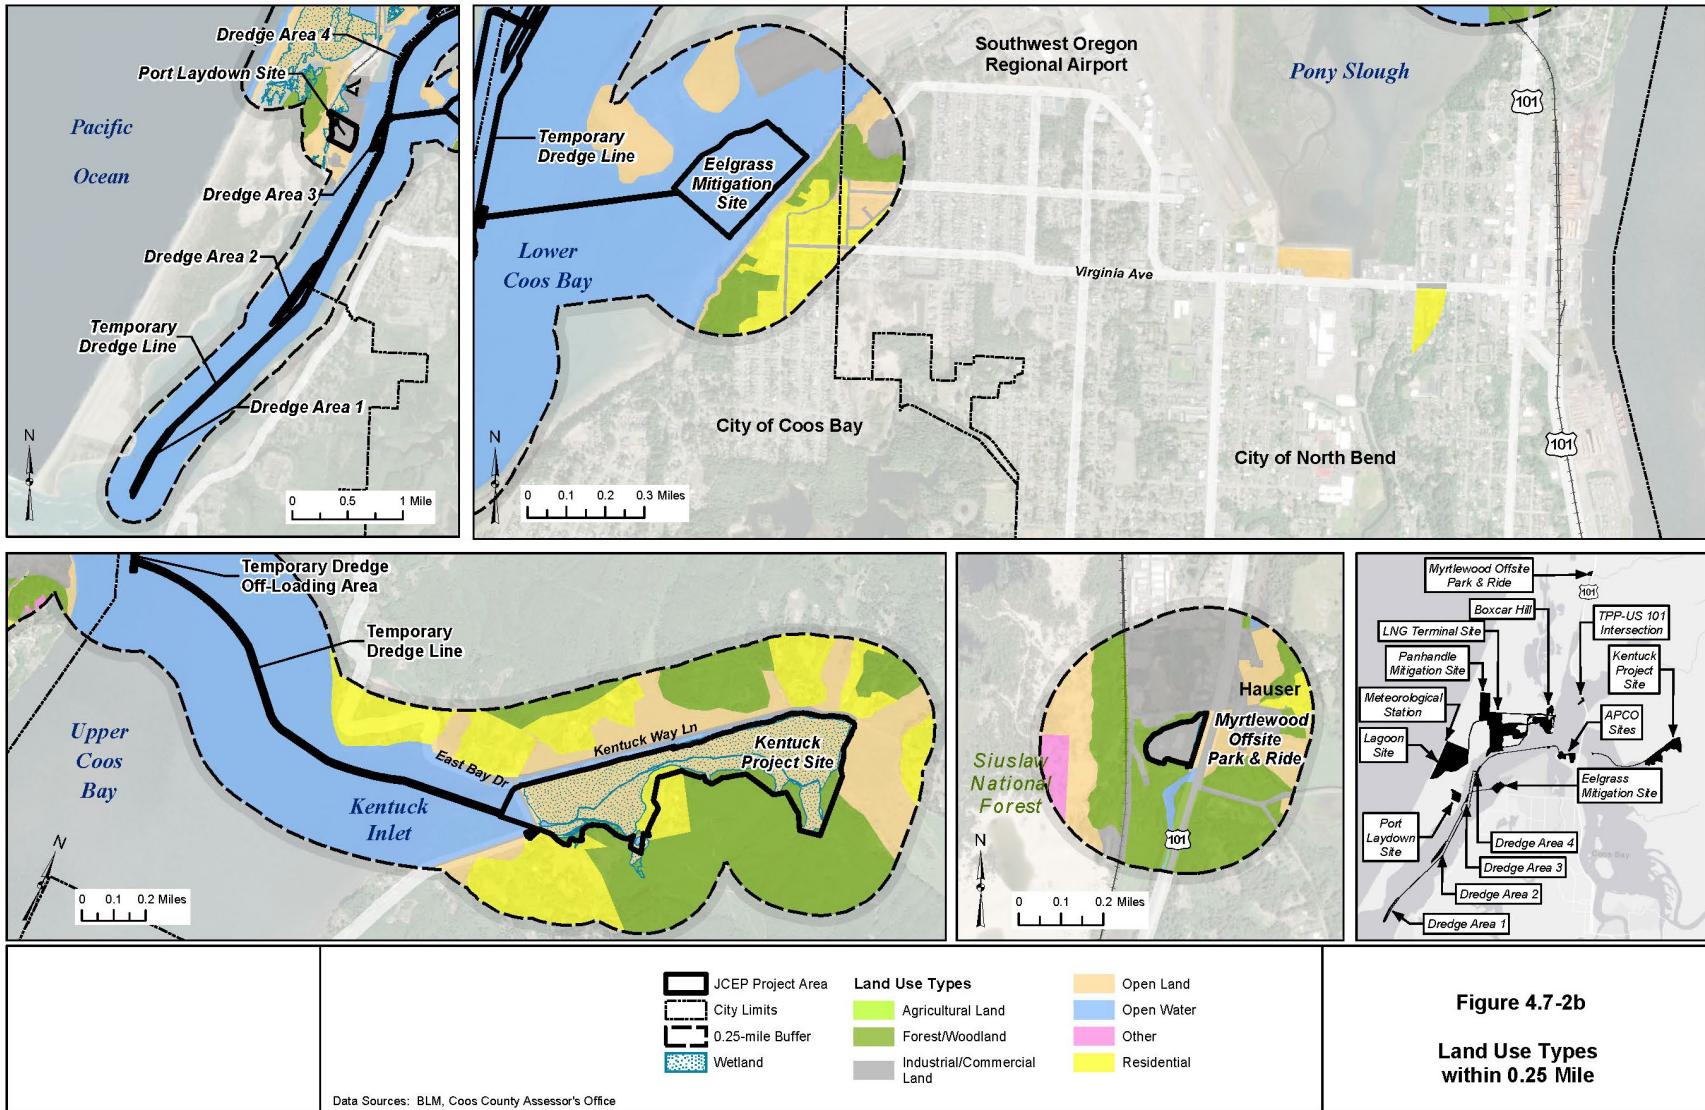 Dredge Area 4
Port Laydown Site
Pacific
Ocean
Dredge Area 3
Dredge Area 2
Temporary
Dredge Line
Dredge Area 1
N
0 0.5 1 Mile
Southwest Oregon
Regional Airport
Pony Slough
101
Temporary
Dredge Line
Eelgrass
Mitigation
Site
Lower
Coos Bay
Virginia Ave
City of Coos Bay
City of North Bend
101
N
0 0.1 0.2 0.3 Miles
Temporary Dredge
Off-Loading Area
Temporary
Dredge Line
Upper
Coos
Bay
Kentuck Way Ln
East Bay Dr
Kentuck
Project Site
Kentuck
Inlet
N
0 0.1 0.2 Miles
Hauser
Myrtlewood
Offsite
Park & Ride
Siuslaw
National
Forest
101
N
0 0.1 0.2 Miles
Myrtlewood Offsite
Park & Ride
101
Boxcar Hill
TPP-US 101
Intersection
LNG Terminal Site
Panhandle
Mitigation Site
Kentuck
Project
Site
Meteorological
Station
APCO
Sites
Lagoon
Site
Eelgrass
Mitigation Site
Port
Laydown
Site
Dredge Area 4
Coos Bay
Dredge Area 3
Dredge Area 2
Dredge Area 1
JCEP Project Area
City Limits
0.25-mile Buffer
Wetland
Land Use Types
Agricultural Land
Forest/Woodland
Industrial/Commercial
Land
Open Land
Open Water
Other
Residential
Data Sources: BLM, Coos County Assessor's Office
Figure 4.7-2b
Land Use Types
within 0.25 Mile